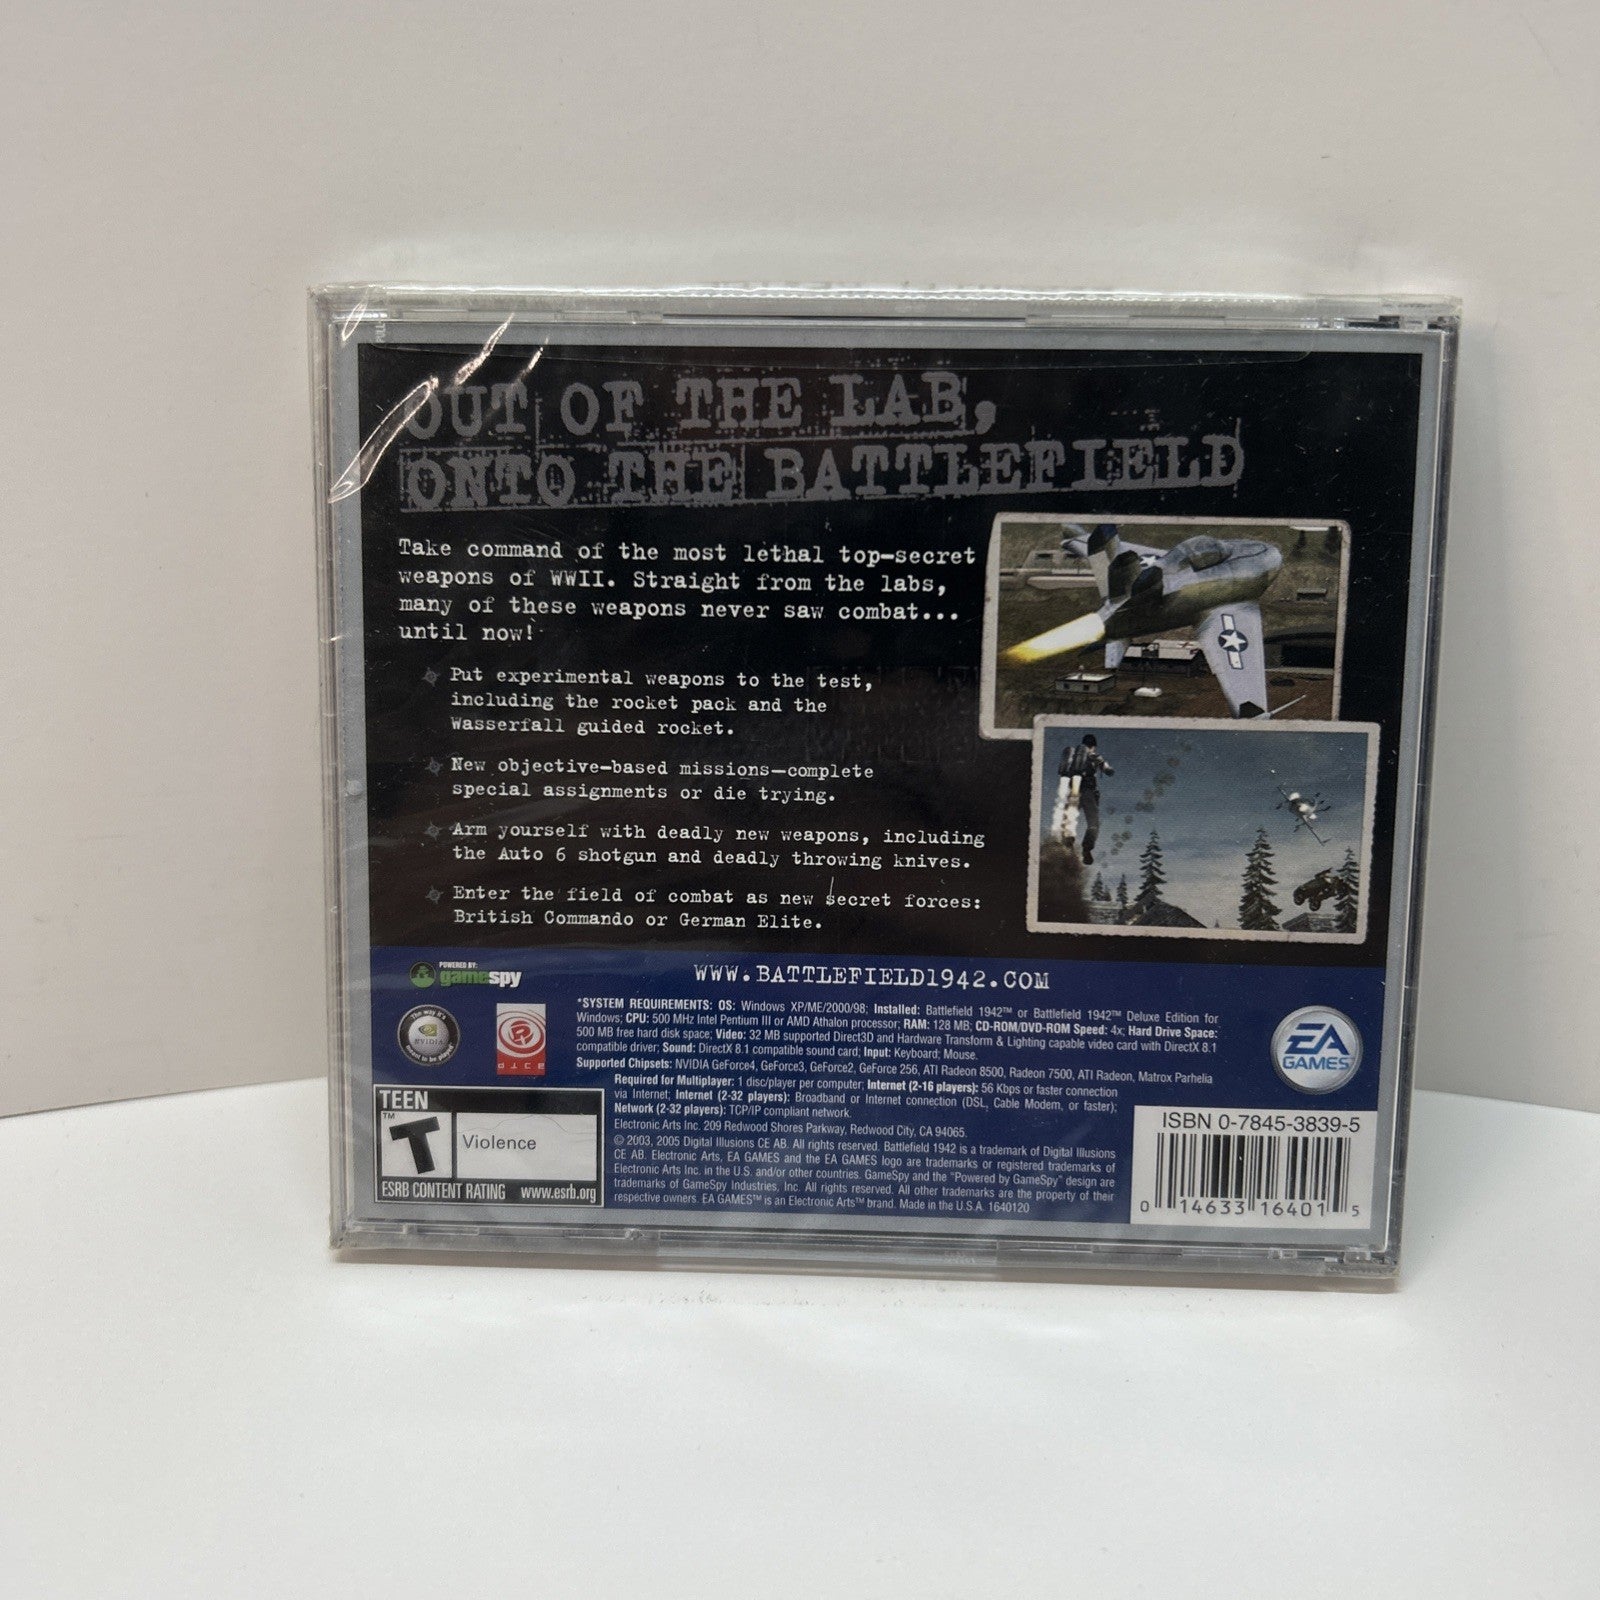 OUT OF THE LAB,
ONTO THE BATTLEFIELD
Take command of the most lethal top-secret
weapons of WWII. Straight from the labs,
many of these weapons never saw combat...
until now!
Put experimental weapons to the test,
including the rocket pack and the
Wasserfall guided rocket.
New objective-based missions—complete
special assignments or die trying.
Arm yourself with deadly new weapons, including
the Auto 6 shotgun and deadly throwing knives.
Enter the field of combat as new secret forces:
British Commando or German Elite.
POWERED BY:
gamespy
WWW.BATTLEFIELD1942.COM
The way it's
NVIDIA
meant to be played
DICE
*SYSTEM REQUIREMENTS: OS: Windows XP/ME/2000/98; Installed: Battlefield 1942™ or Battlefield 1942™ Deluxe Edition for
Windows; CPU: 500 MHz Intel Pentium III or AMD Athalon processor; RAM: 128 MB; CD-ROM/DVD-ROM Speed: 4x; Hard Drive Space:
500 MB free hard disk space; Video: 32 MB supported Direct3D and Hardware Transform & Lighting capable video card with DirectX 8.1
compatible driver; Sound: DirectX 8.1 compatible sound card; Input: Keyboard; Mouse.
Supported Chipsets: NVIDIA GeForce4, GeForce3, GeForce2, GeForce 256, ATI Radeon 8500, Radeon 7500, ATI Radeon, Matrox Parhelia
Required for Multiplayer: 1 disc/player per computer; Internet (2-16 players): 56 Kbps or faster connection
via Internet; Internet (2-32 players): Broadband or Internet connection (DSL, Cable Modem, or faster);
Network (2-32 players): TCP/IP compliant network.
Electronic Arts Inc. 209 Redwood Shores Parkway, Redwood City, CA 94065.
© 2003, 2005 Digital Illusions CE AB. All rights reserved. Battlefield 1942 is a trademark of Digital Illusions
CE AB. Electronic Arts, EA GAMES and the EA GAMES logo are trademarks or registered trademarks of
Electronic Arts Inc. in the U.S. and/or other countries. GameSpy and the "Powered by GameSpy" design are
trademarks of GameSpy Industries, Inc. All rights reserved. All other trademarks are the property of their
respective owners. EA GAMES™ is an Electronic Arts™ brand. Made in the U.S.A. 1640120
EA
GAMES™
TEEN
T™
Violence
ESRB CONTENT RATING www.esrb.org
ISBN 0-7845-3839-5
0 14633 16401 5